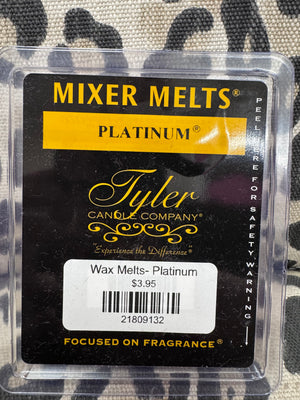 MIXER MELTS®
PLATINUM®
Tyler
CANDLE COMPANY®
"Experience the Difference"®
Wax Melts- Platinum
$3.95
21809132
FOCUSED ON FRAGRANCE®
PEEL HERE FOR SAFETY WARNING